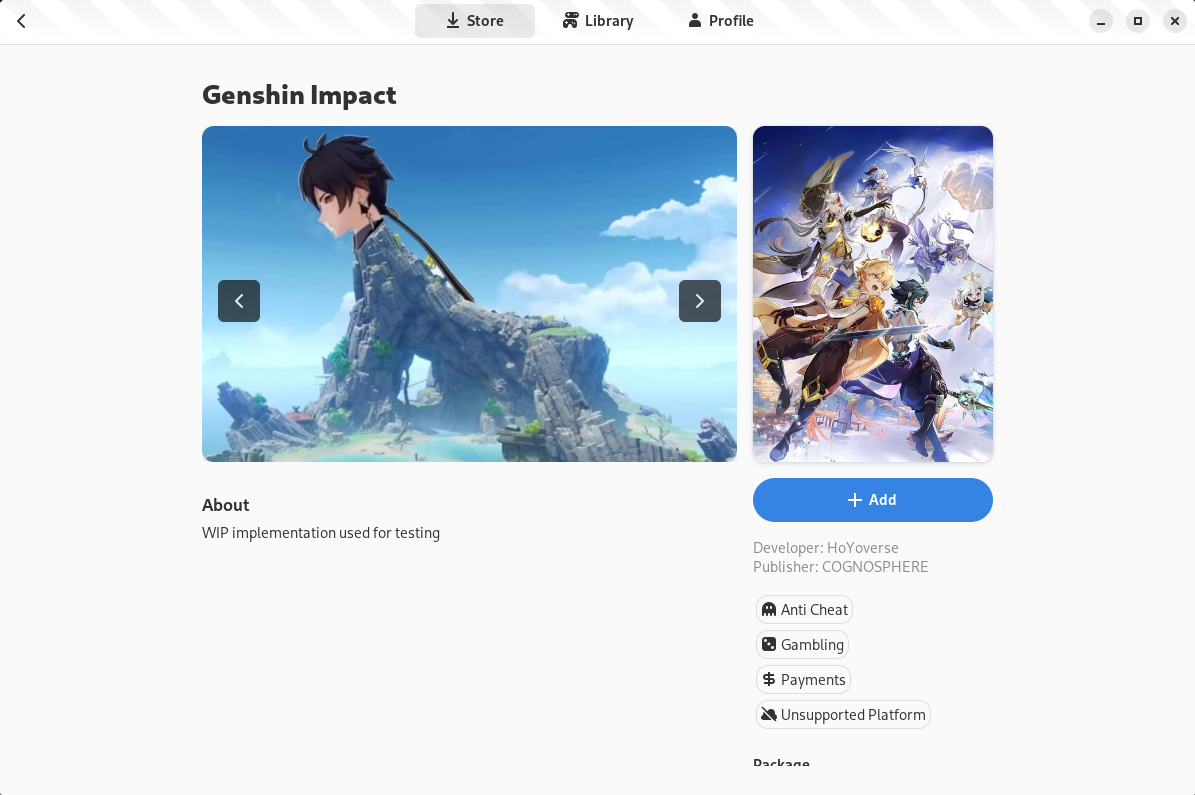 Store
Library
Profile
Genshin Impact
About
WIP implementation used for testing
Add
Developer: HoYoverse
Publisher: COGNOSPHERE
Anti Cheat
Gambling
Payments
Unsupported Platform
Package